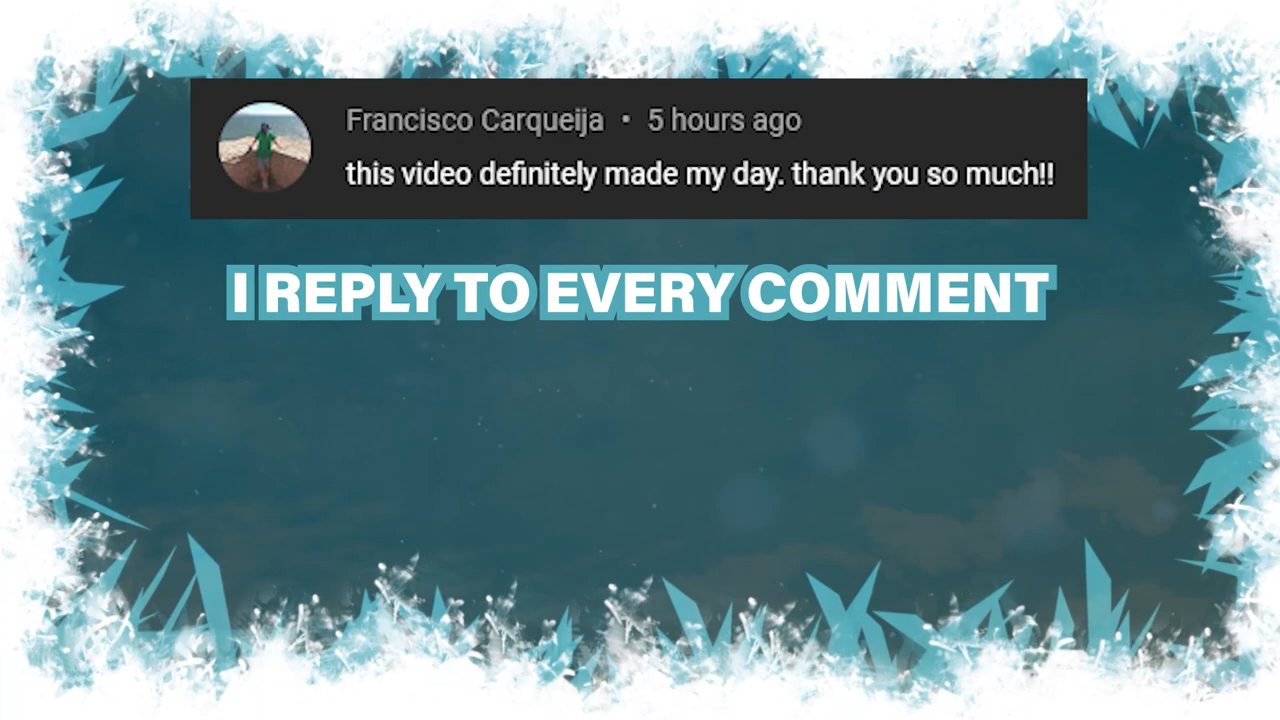 Francisco Carqueija • 5 hours ago
this video definitely made my day. thank you so much!!
I REPLY TO EVERY COMMENT